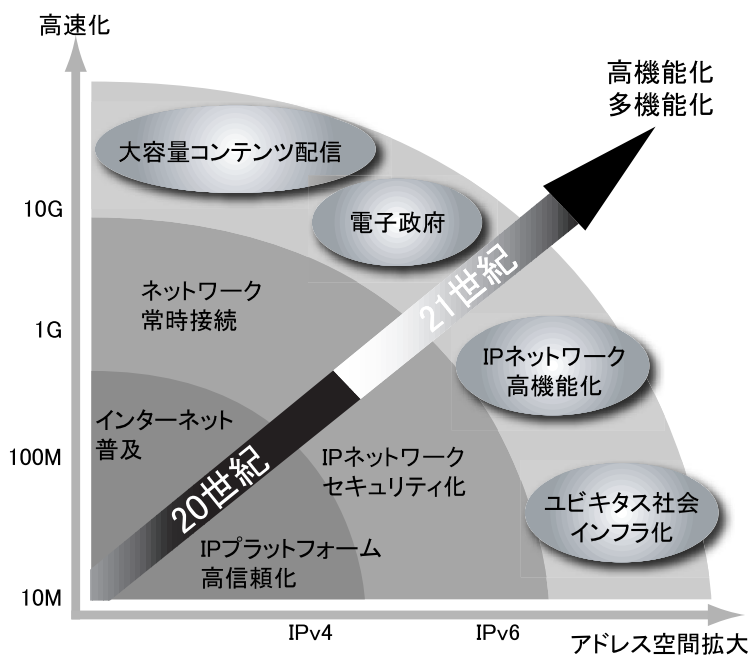 高速化
高機能化
多機能化
大容量コンテンツ配信
10G
電子政府
21世紀
ネットワーク
常時接続
1G
IPネットワーク
高機能化
インターネット
普及
100M
20世紀
IPネットワーク
セキュリティ化
ユビキタス社会
インフラ化
IPプラットフォーム
高信頼化
10M
IPv4
IPv6
アドレス空間拡大